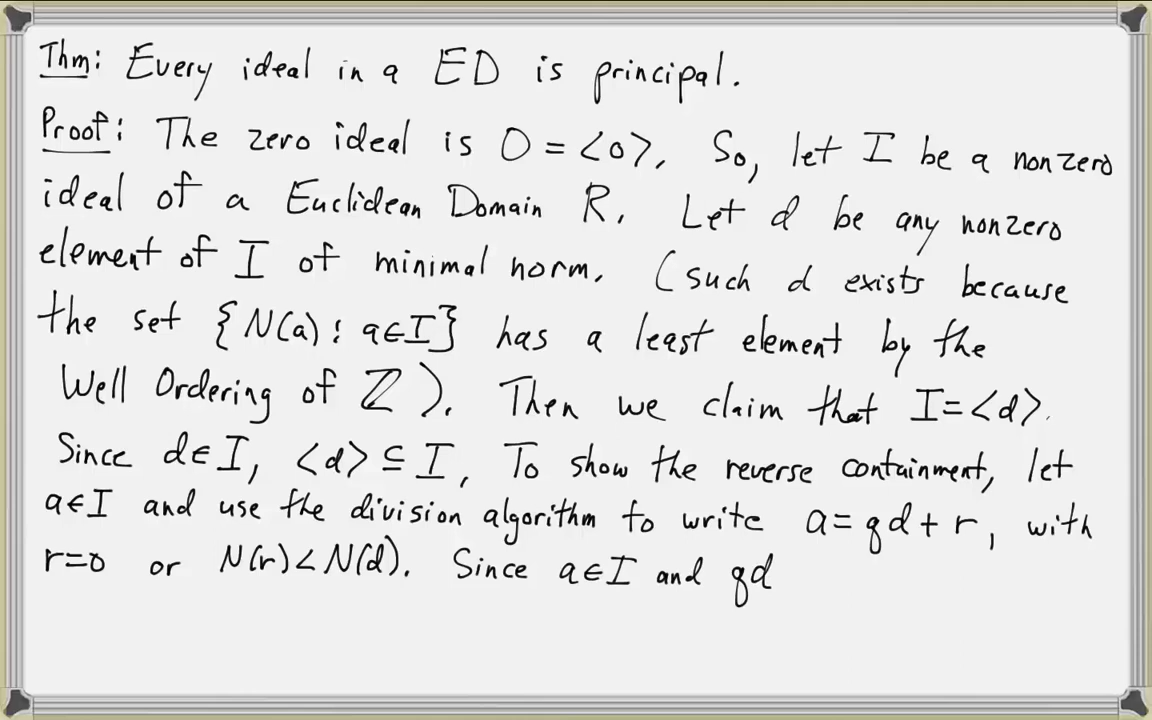 Thm: Every ideal in a ED is principal.
Proof: The zero ideal is 0 = <0>. So, let I be a nonzero
ideal of a Euclidean Domain R. Let d be any nonzero
element of I of minimal norm. (such d exists because
the set {N(a) : a∈I} has a least element by the
Well Ordering of ℤ). Then we claim that I=<d>.
Since d∈I, <d> ⊆ I. To show the reverse containment, let
a∈I and use the division algorithm to write a = qd + r, with
r=0 or N(r)<N(d). Since a∈I and qd